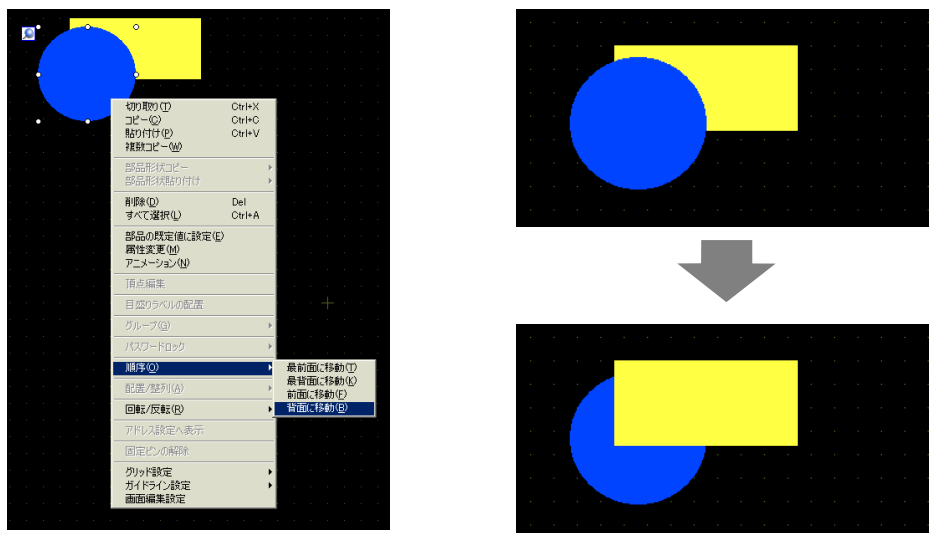 切り取り(T) Ctrl+X
コピー(C) Ctrl+C
貼り付け(P) Ctrl+V
複数コピー(W)
部品形状コピー
部品形状貼り付け
削除(D) Del
すべて選択(L) Ctrl+A
部品の既定値に設定(E)
属性変更(M)
アニメーション(N)
頂点編集
目盛りラベルの配置
グループ(G)
パスワードロック
順序(O)
最前面に移動(T)
最背面に移動(K)
前面に移動(F)
背面に移動(B)
配置/整列(A)
回転/反転(R)
アドレス設定へ表示
固定ピンの解除
グリッド設定
ガイドライン設定
画面編集設定